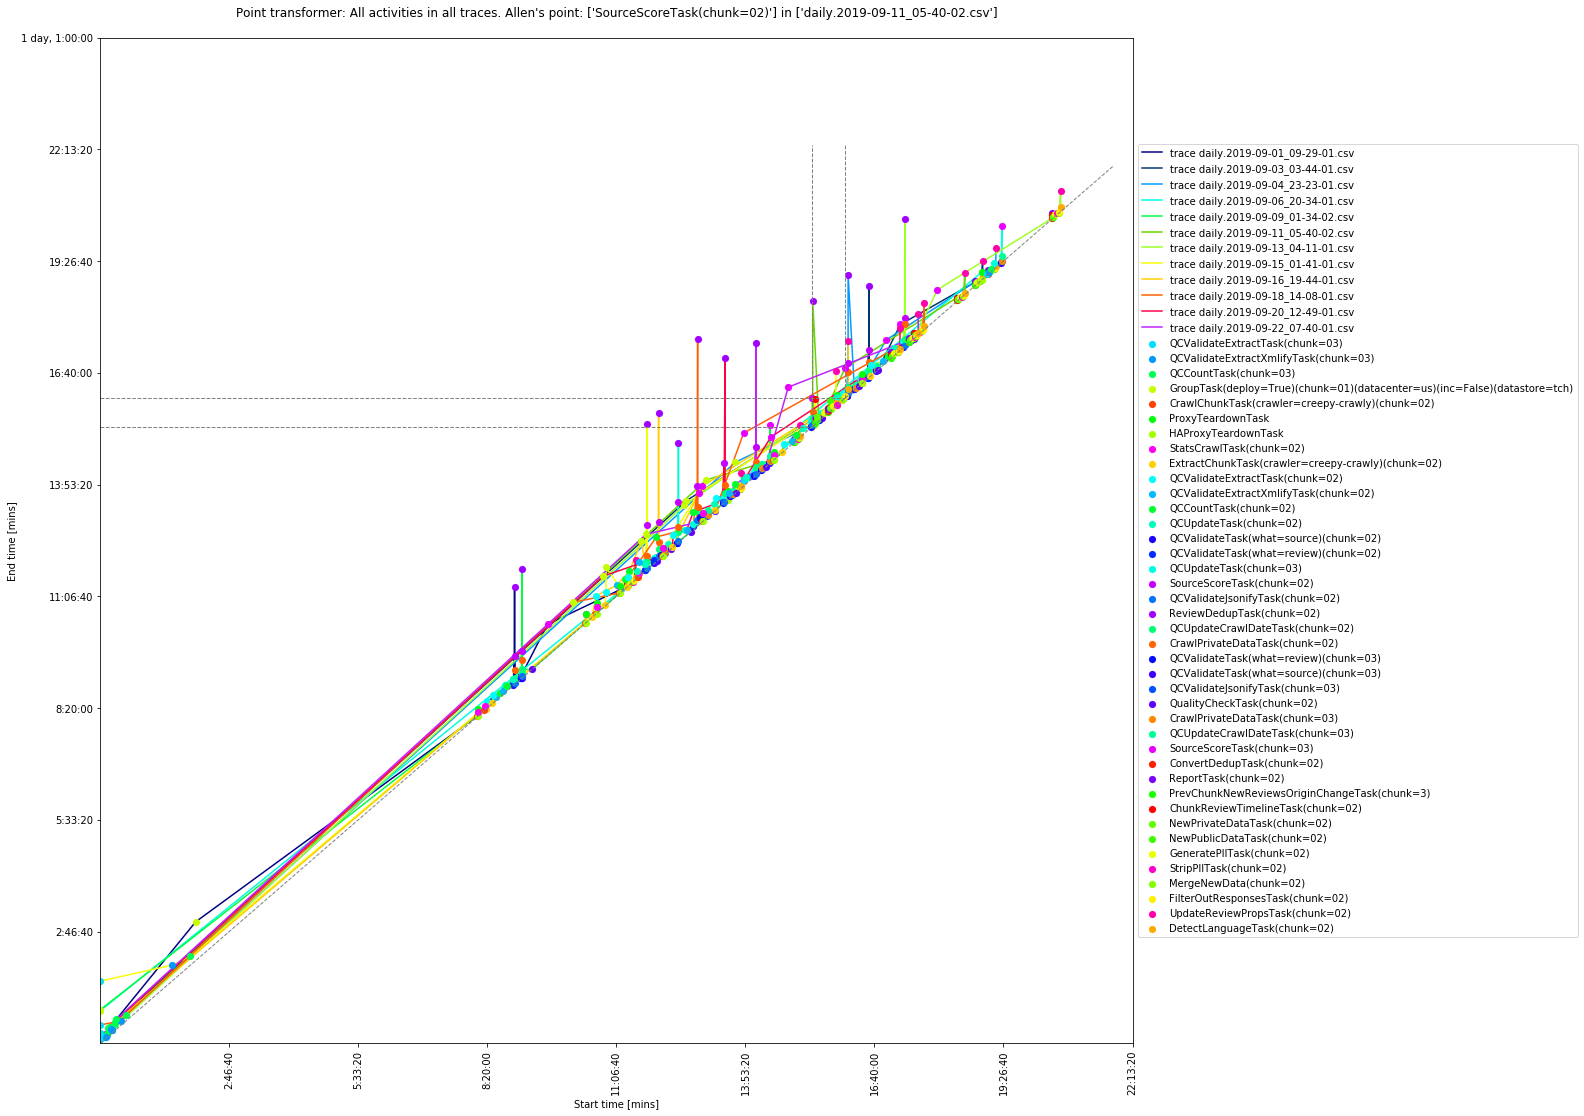 Point transformer: All activities in all traces. Allen's point: ['SourceScoreTask(chunk=02)'] in ['daily.2019-09-11_05-40-02.csv']
1 day, 1:00:00
22:13:20
19:26:40
16:40:00
13:53:20
11:06:40
8:20:00
5:33:20
2:46:40
End time [mins]
2:46:40
5:33:20
8:20:00
11:06:40
13:53:20
16:40:00
19:26:40
22:13:20
Start time [mins]
trace daily.2019-09-01_09-29-01.csv
trace daily.2019-09-03_03-44-01.csv
trace daily.2019-09-04_23-23-01.csv
trace daily.2019-09-06_20-34-01.csv
trace daily.2019-09-09_01-34-02.csv
trace daily.2019-09-11_05-40-02.csv
trace daily.2019-09-13_04-11-01.csv
trace daily.2019-09-15_01-41-01.csv
trace daily.2019-09-16_19-44-01.csv
trace daily.2019-09-18_14-08-01.csv
trace daily.2019-09-20_12-49-01.csv
trace daily.2019-09-22_07-40-01.csv
QCValidateExtractTask(chunk=03)
QCValidateExtractXmlifyTask(chunk=03)
QCCountTask(chunk=03)
GroupTask(deploy=True)(chunk=01)(datacenter=us)(inc=False)(datastore=tch)
CrawlChunkTask(crawler=creepy-crawly)(chunk=02)
ProxyTeardownTask
HAProxyTeardownTask
StatsCrawlTask(chunk=02)
ExtractChunkTask(crawler=creepy-crawly)(chunk=02)
QCValidateExtractTask(chunk=02)
QCValidateExtractXmlifyTask(chunk=02)
QCCountTask(chunk=02)
QCUpdateTask(chunk=02)
QCValidateTask(what=source)(chunk=02)
QCValidateTask(what=review)(chunk=02)
QCUpdateTask(chunk=03)
SourceScoreTask(chunk=02)
QCValidateJsonifyTask(chunk=02)
ReviewDedupTask(chunk=02)
QCUpdateCrawlDateTask(chunk=02)
CrawlPrivateDataTask(chunk=02)
QCValidateTask(what=review)(chunk=03)
QCValidateTask(what=source)(chunk=03)
QCValidateJsonifyTask(chunk=03)
QualityCheckTask(chunk=02)
CrawlPrivateDataTask(chunk=03)
QCUpdateCrawlDateTask(chunk=03)
SourceScoreTask(chunk=03)
ConvertDedupTask(chunk=02)
ReportTask(chunk=02)
PrevChunkNewReviewsOriginChangeTask(chunk=3)
ChunkReviewTimelineTask(chunk=02)
NewPrivateDataTask(chunk=02)
NewPublicDataTask(chunk=02)
GeneratePIITask(chunk=02)
StripPIITask(chunk=02)
MergeNewData(chunk=02)
FilterOutResponsesTask(chunk=02)
UpdateReviewPropsTask(chunk=02)
DetectLanguageTask(chunk=02)